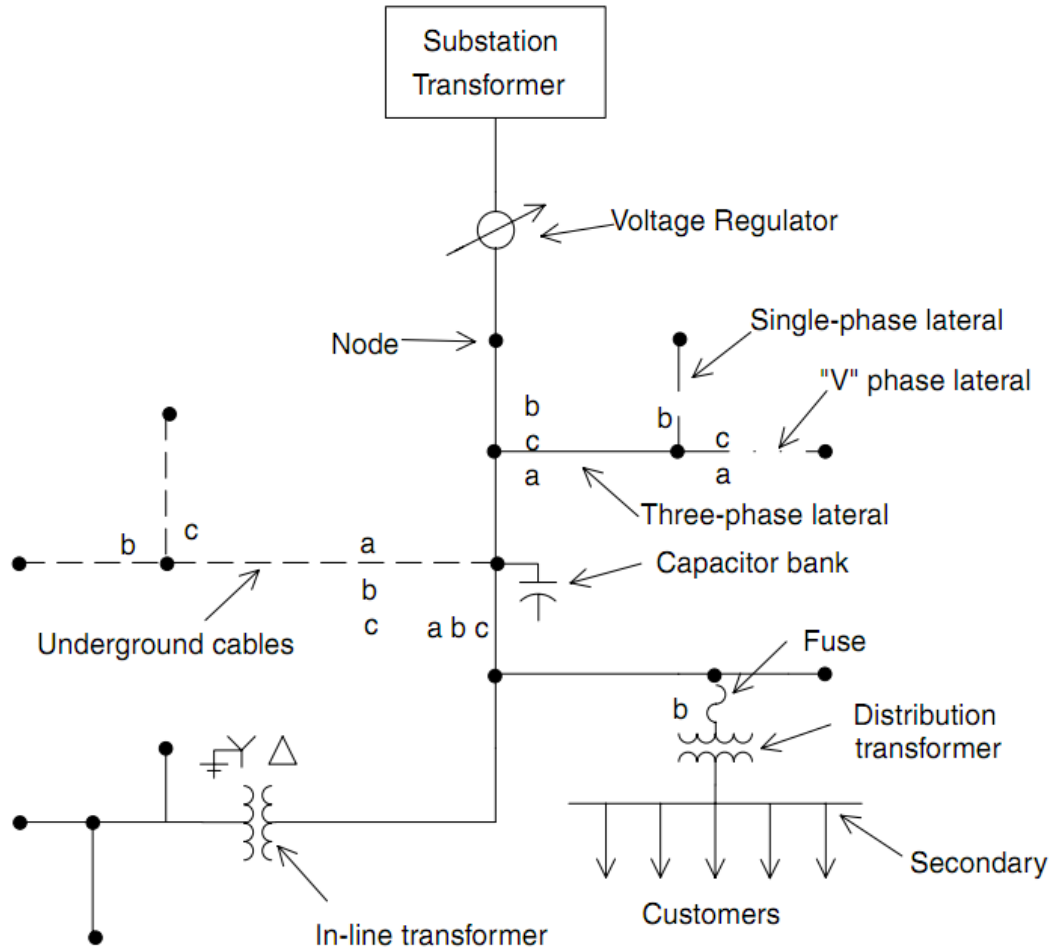 Substation
Transformer
Voltage Regulator
Node
Single-phase lateral
"V" phase lateral
b
c
a
b
c
a
Three-phase lateral
b
c
a
b
c
Underground cables
a b c
Capacitor bank
Fuse
b
Distribution
transformer
Secondary
Customers
In-line transformer